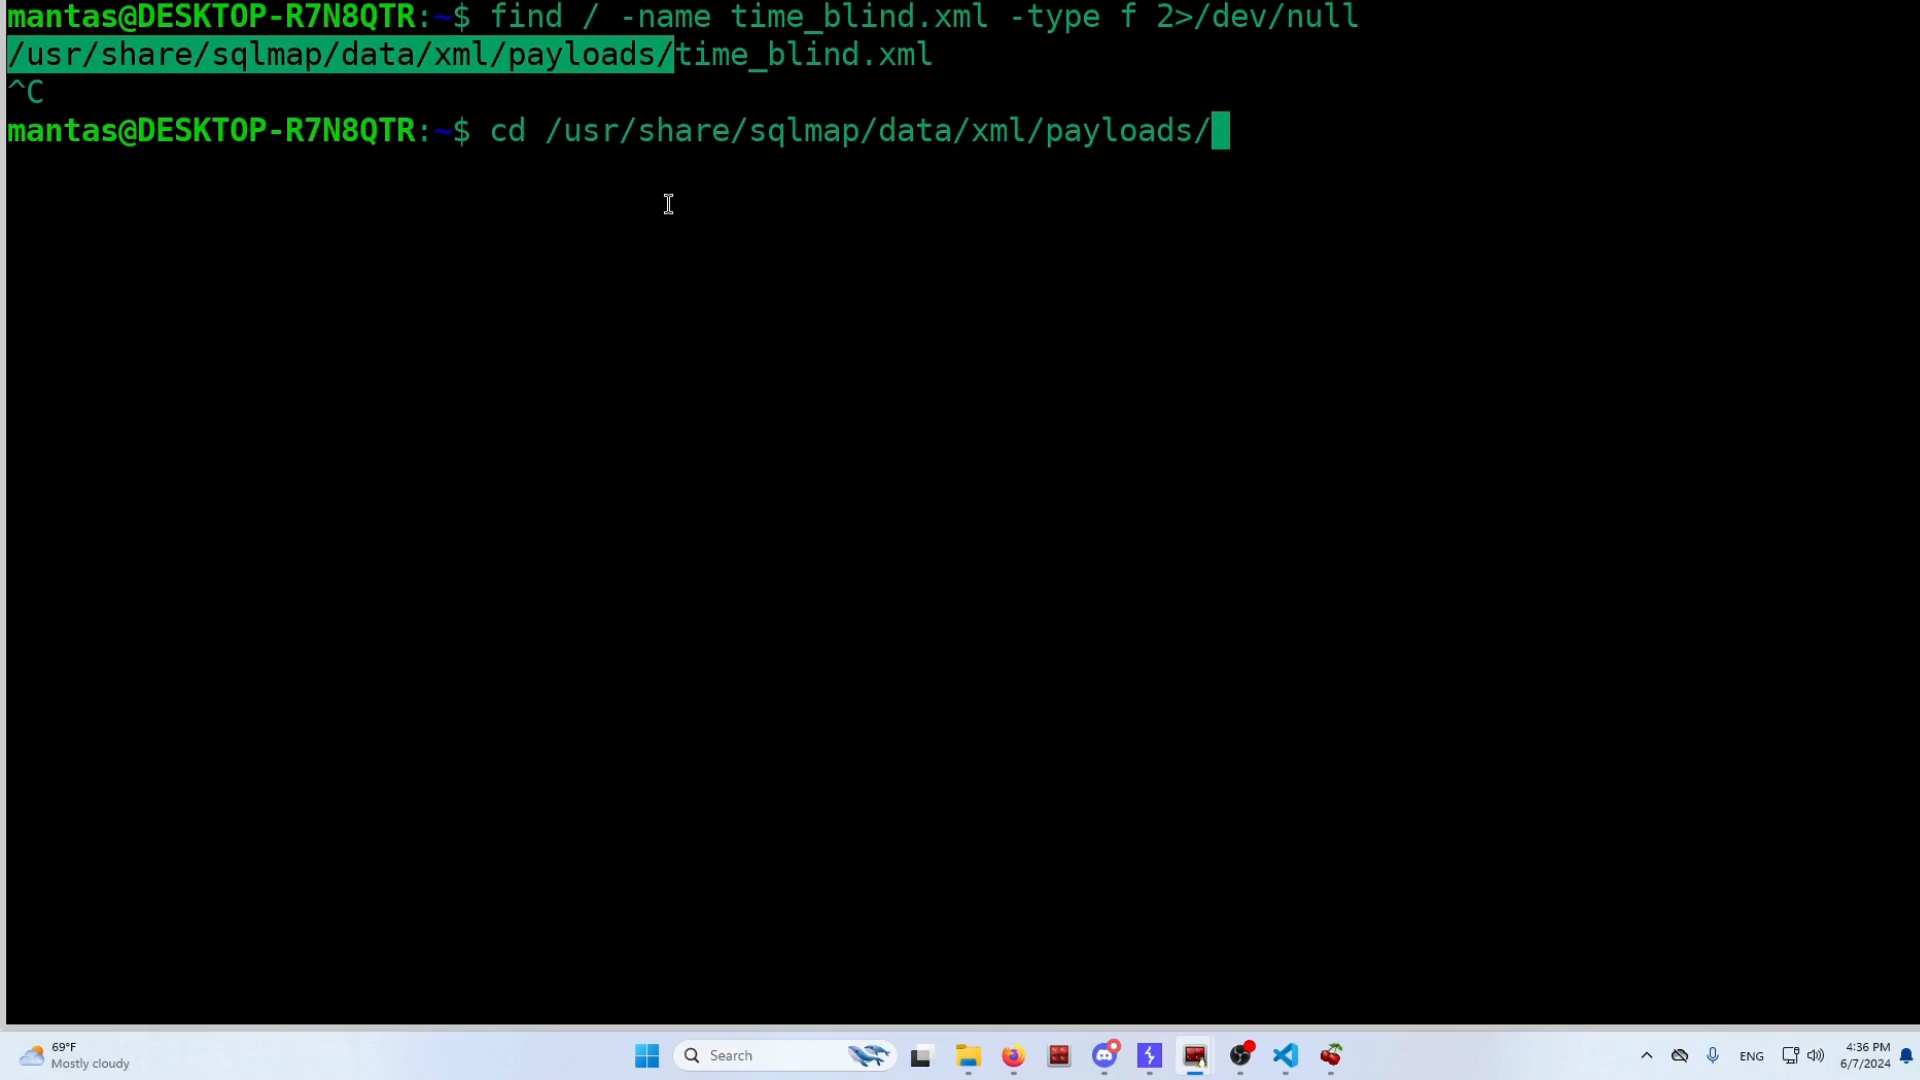 mantas@DESKTOP-R7N8QTR:~$ find / -name time_blind.xml -type f 2>/dev/null
/usr/share/sqlmap/data/xml/payloads/time_blind.xml
^C
mantas@DESKTOP-R7N8QTR:~$ cd /usr/share/sqlmap/data/xml/payloads/
69°F
Mostly cloudy
Search
ENG
4:36 PM
6/7/2024